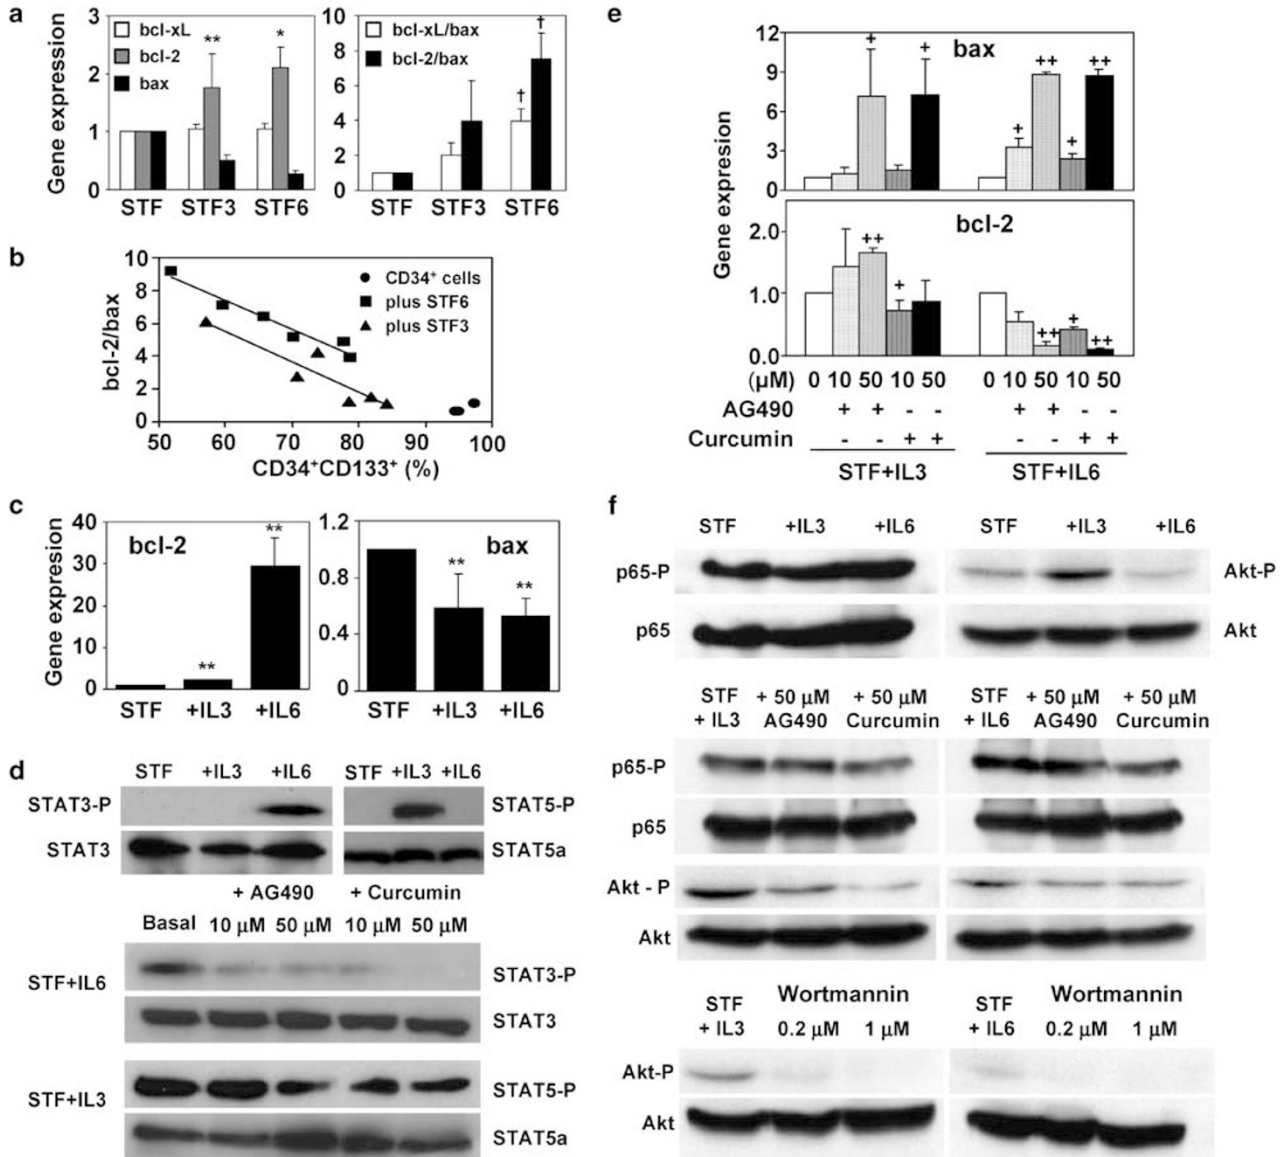 a
Gene expression
3
2
1
0
bcl-xL
bcl-2
bax
**
*
STF STF3 STF6
10
8
6
4
2
0
bcl-xL/bax
bcl-2/bax
†
†
STF STF3 STF6
b
bcl-2/bax
10
8
6
4
2
0
CD34+ cells
plus STF6
plus STF3
50 60 70 80 90 100
CD34+CD133+ (%)
c
Gene expresion
40
30
20
10
0
bcl-2
**
**
STF +IL3 +IL6
1.2
0.8
0.4
0
bax
**
**
STF +IL3 +IL6
d
STF +IL3 +IL6 STF +IL3 +IL6
STAT3-P STAT5-P
STAT3 STAT5a
+ AG490 + Curcumin
Basal 10 μM 50 μM 10 μM 50 μM
STF+IL6
STAT3-P
STAT3
STF+IL3
STAT5-P
STAT5a
e
Gene expresion
12
9
6
3
0
bax
+ + + ++ + ++
bcl-2
2.0
1.0
0.0
++ + ++ + ++
(μM) 0 10 50 10 50 0 10 50 10 50
AG490 + + - - + + - -
Curcumin - - + + - - + +
STF+IL3 STF+IL6
f
STF +IL3 +IL6 STF +IL3 +IL6
p65-P Akt-P
p65 Akt
STF + 50 μM + 50 μM STF + 50 μM + 50 μM
+ IL3 AG490 Curcumin + IL6 AG490 Curcumin
p65-P
p65
Akt - P
Akt
STF Wortmannin STF Wortmannin
+ IL3 0.2 μM 1 μM + IL6 0.2 μM 1 μM
Akt-P
Akt